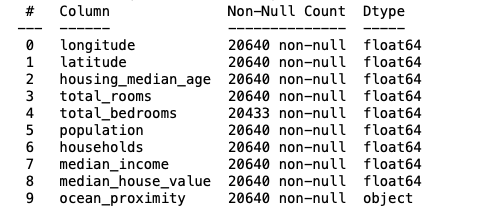 #   Column              Non-Null Count  Dtype
---  ------              --------------  -----
 0   longitude           20640 non-null  float64
 1   latitude            20640 non-null  float64
 2   housing_median_age  20640 non-null  float64
 3   total_rooms         20640 non-null  float64
 4   total_bedrooms      20433 non-null  float64
 5   population          20640 non-null  float64
 6   households          20640 non-null  float64
 7   median_income       20640 non-null  float64
 8   median_house_value  20640 non-null  float64
 9   ocean_proximity     20640 non-null  object